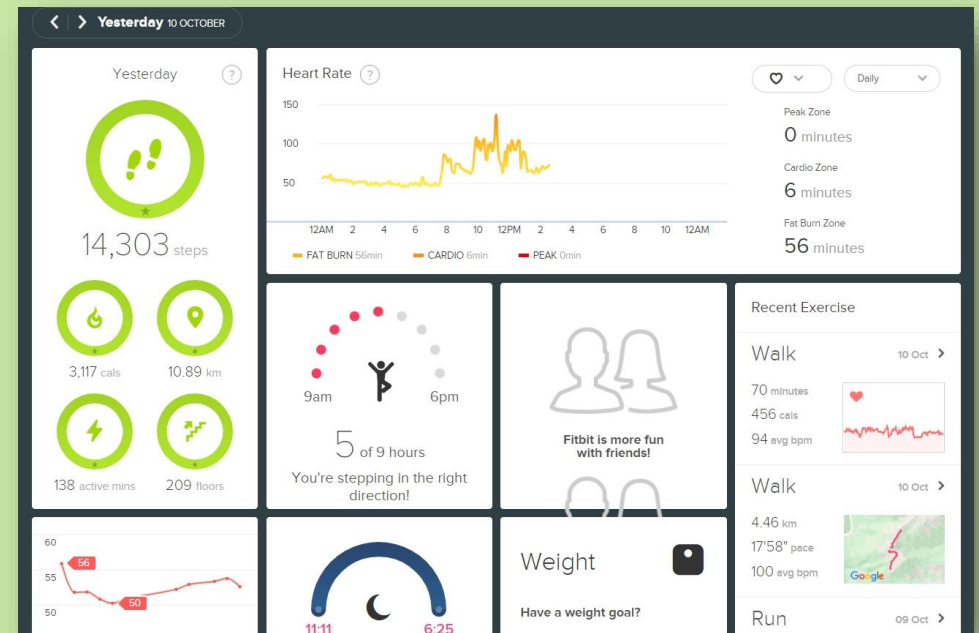 Yesterday 10 OCTOBER
Yesterday ?
14,303 steps
3,117 cals
10.89 km
138 active mins
209 floors
Heart Rate ?
Daily
150
100
50
12AM 2 4 6 8 10 12PM 2 4 6 8 10 12AM
FAT BURN 56min CARDIO 6min PEAK 0min
Peak Zone
0 minutes
Cardio Zone
6 minutes
Fat Burn Zone
56 minutes
9am 6pm
5 of 9 hours
You're stepping in the right
direction!
Fitbit is more fun
with friends!
Recent Exercise
Walk 10 Oct
70 minutes
456 cals
94 avg bpm
Walk 10 Oct
4.46 km
17'58" pace
100 avg bpm
Google
Run 09 Oct
60
56
55
50
50
11:11 6:25
Weight
Have a weight goal?